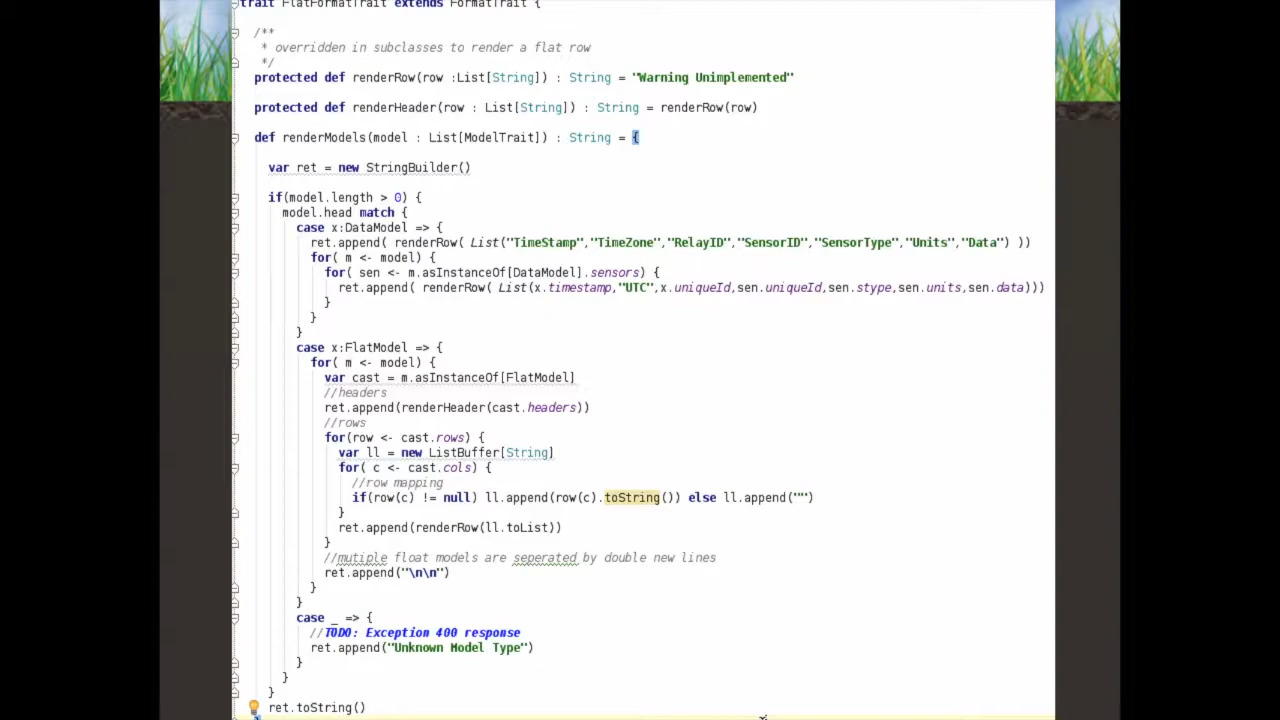 trait FlatFormatTrait extends FormatTrait {
/**
* overridden in subclasses to render a flat row
*/
protected def renderRow(row :List[String]) : String = "Warning Unimplemented"
protected def renderHeader(row : List[String]) : String = renderRow(row)
def renderModels(model : List[ModelTrait]) : String = {
var ret = new StringBuilder()
if(model.length > 0) {
model.head match {
case x:DataModel => {
ret.append( renderRow( List("TimeStamp","TimeZone","RelayID","SensorID","SensorType","Units","Data") ))
for( m <- model) {
for( sen <- m.asInstanceOf[DataModel].sensors) {
ret.append( renderRow( List(x.timestamp,"UTC",x.uniqueId,sen.uniqueId,sen.stype,sen.units,sen.data)))
}
}
}
case x:FlatModel => {
for( m <- model) {
var cast = m.asInstanceOf[FlatModel]
//headers
ret.append(renderHeader(cast.headers))
//rows
for(row <- cast.rows) {
var ll = new ListBuffer[String]
for( c <- cast.cols) {
//row mapping
if(row(c) != null) ll.append(row(c).toString()) else ll.append("")
}
ret.append(renderRow(ll.toList))
}
//mutiple float models are seperated by double new lines
ret.append("\n\n")
}
}
case _ => {
//TODO: Exception 400 response
ret.append("Unknown Model Type")
}
}
}
ret.toString()